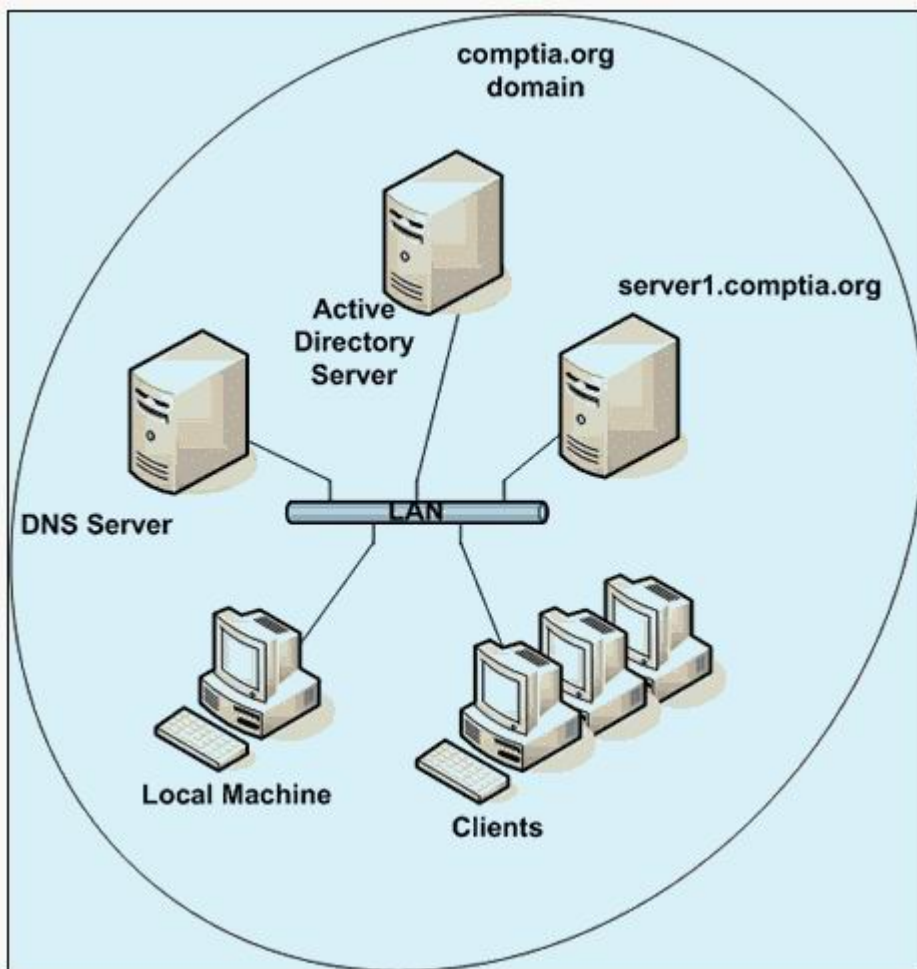 comptia.org
domain
Active
Directory
Server
server1.comptia.org
DNS Server
LAN
Local Machine
Clients